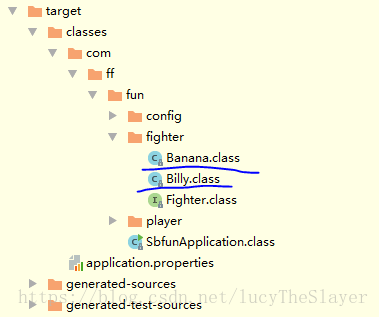 target
classes
com
ff
fun
config
fighter
Banana.class
Billy.class
Fighter.class
player
SbfunApplication.class
application.properties
generated-sources
https://blog.csdn.net/lucyTheSlayer
generated-test-sources